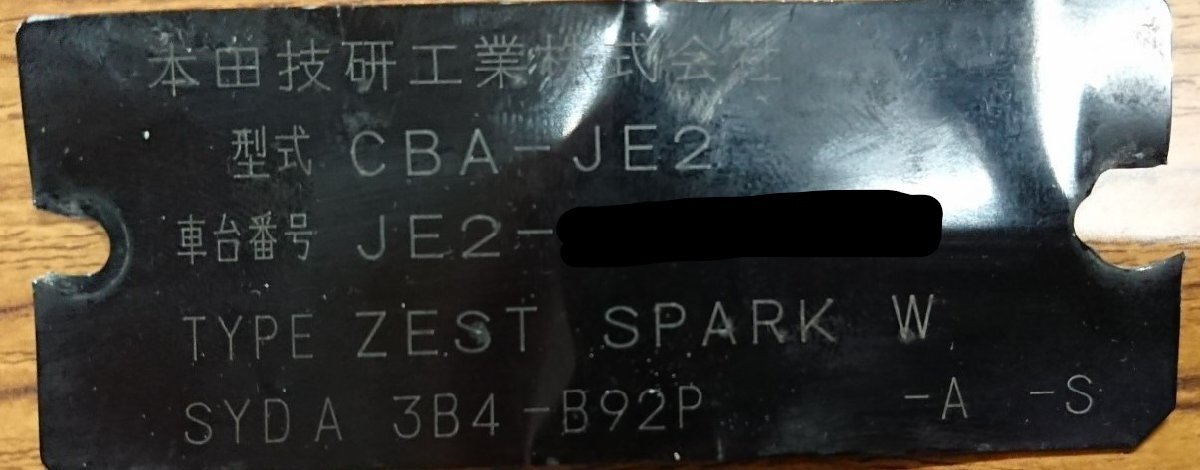 本田技研工業株式会社
型式 CBA-JE2
車台番号 JE2-
TYPE ZEST SPARK W
SYDA 3B4-B92P -A -S